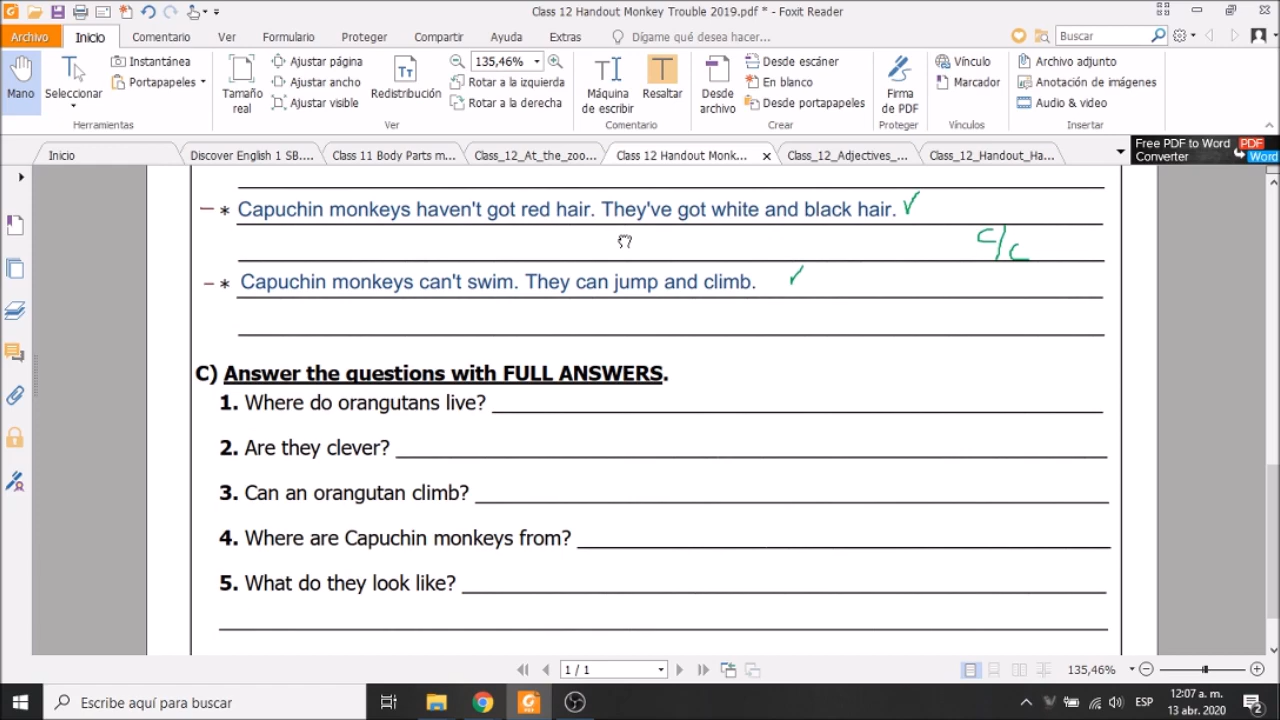 Class 12 Handout Monkey Trouble 2019.pdf * - Foxit Reader
Archivo Inicio Comentario Ver Formulario Proteger Compartir Ayuda Extras Dígame qué desea hacer... Buscar
Mano
Seleccionar
Instantánea
Portapapeles
Herramientas
Tamaño real
Ajustar página
Ajustar ancho
Ajustar visible
Redistribución
135,46%
Rotar a la izquierda
Rotar a la derecha
Ver
Máquina de escribir
Resaltar
Comentario
Desde archivo
Desde escáner
En blanco
Desde portapapeles
Crear
Firma de PDF
Proteger
Vínculo
Marcador
Vínculos
Archivo adjunto
Anotación de imágenes
Audio & video
Insertar
Inicio Discover English 1 SB.... Class 11 Body Parts m... Class_12_At_the_zoo... Class 12 Handout Monk... Class_12_Adjectives_... Class_12_Handout_Ha...
Free PDF to Word Converter
PDF
Word
– * Capuchin monkeys haven't got red hair. They've got white and black hair. ✓
C/C
– * Capuchin monkeys can't swim. They can jump and climb. ✓
C) Answer the questions with FULL ANSWERS.
1. Where do orangutans live?
2. Are they clever?
3. Can an orangutan climb?
4. Where are Capuchin monkeys from?
5. What do they look like?
1 / 1
135,46%
Escribe aquí para buscar
ESP
12:07 a. m.
13 abr. 2020
2